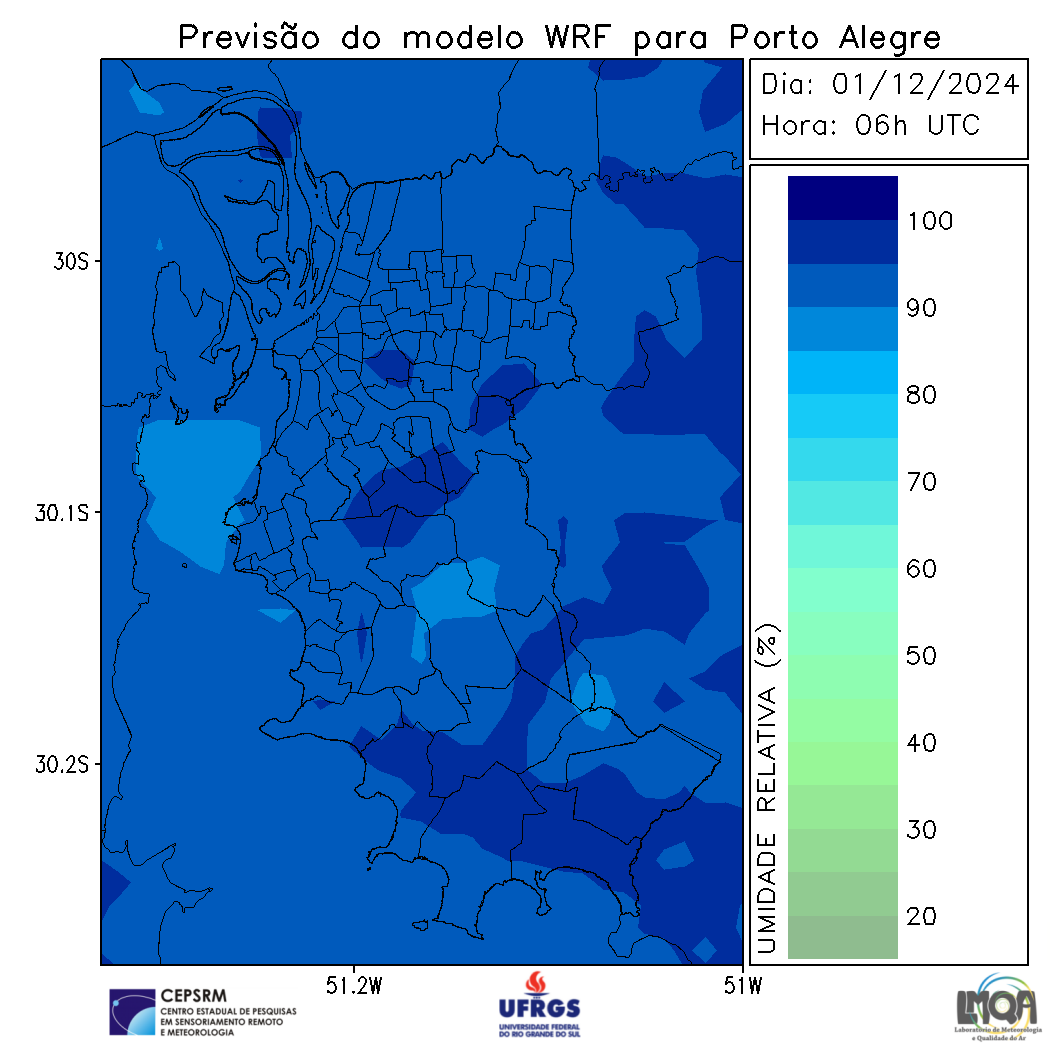 Previsão do modelo WRF para Porto Alegre
Dia: 01/12/2024
Hora: 06h UTC
30S
30.1S
30.2S
51.2W
51W
UMIDADE RELATIVA (%)
100
90
80
70
60
50
40
30
20
CEPSRM
CENTRO ESTADUAL DE PESQUISAS
EM SENSORIAMENTO REMOTO
E METEOROLOGIA
UFRGS
UNIVERSIDADE FEDERAL
DO RIO GRANDE DO SUL
LMQA
Laboratório de Meteorologia
e Qualidade do Ar